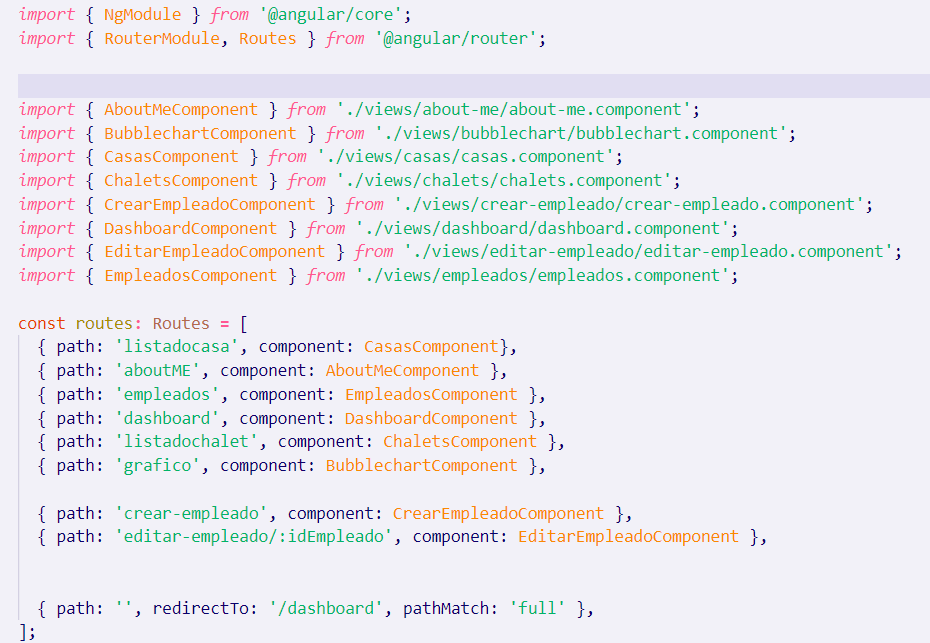 import { NgModule } from '@angular/core';
import { RouterModule, Routes } from '@angular/router';
import { AboutMeComponent } from './views/about-me/about-me.component';
import { BubblechartComponent } from './views/bubblechart/bubblechart.component';
import { CasasComponent } from './views/casas/casas.component';
import { ChaletsComponent } from './views/chalets/chalets.component';
import { CrearEmpleadoComponent } from './views/crear-empleado/crear-empleado.component';
import { DashboardComponent } from './views/dashboard/dashboard.component';
import { EditarEmpleadoComponent } from './views/editar-empleado/editar-empleado.component';
import { EmpleadosComponent } from './views/empleados/empleados.component';
const routes: Routes = [
{ path: 'listadocasa', component: CasasComponent},
{ path: 'aboutME', component: AboutMeComponent },
{ path: 'empleados', component: EmpleadosComponent },
{ path: 'dashboard', component: DashboardComponent },
{ path: 'listadochalet', component: ChaletsComponent },
{ path: 'grafico', component: BubblechartComponent },
{ path: 'crear-empleado', component: CrearEmpleadoComponent },
{ path: 'editar-empleado/:idEmpleado', component: EditarEmpleadoComponent },
{ path: '', redirectTo: '/dashboard', pathMatch: 'full' },
];